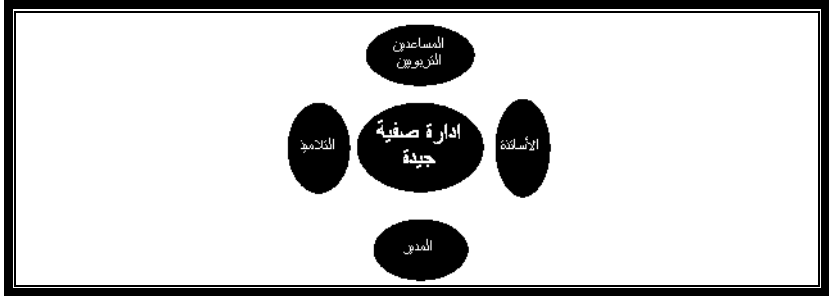 المساعدين
التربويين
الأساتذة
ادارة صفية
جيدة
التلاميذ
المدير